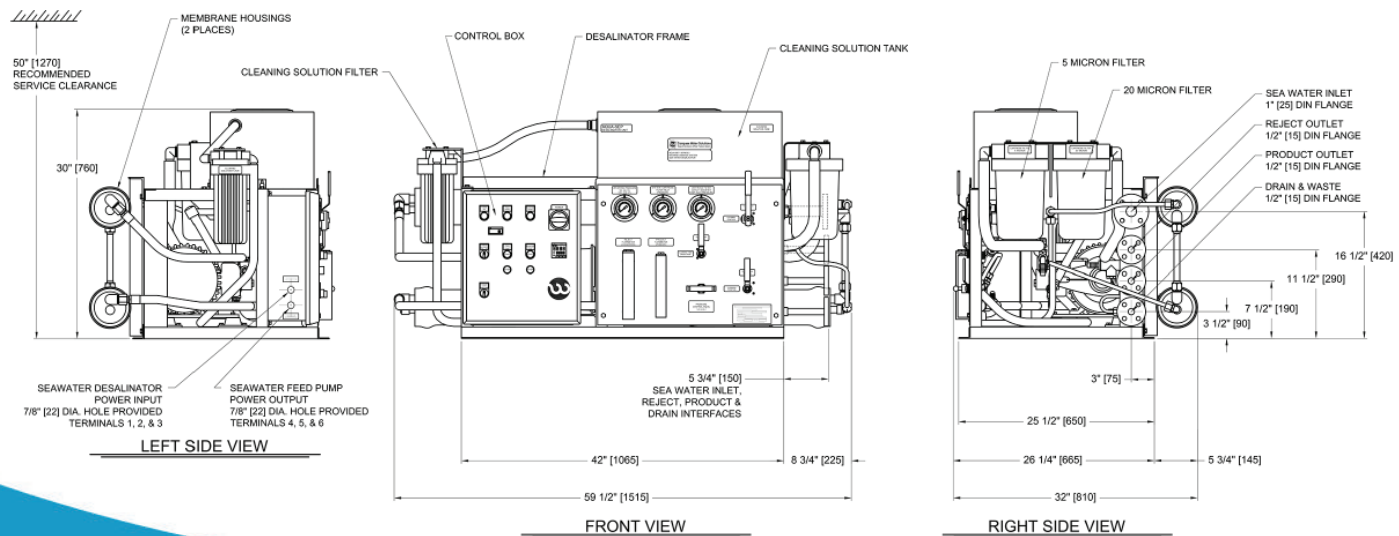 MEMBRANE HOUSINGS
(2 PLACES)
50" [1270]
RECOMMENDED
SERVICE CLEARANCE
30" [760]
SEAWATER DESALINATOR
POWER INPUT
7/8" [22] DIA. HOLE PROVIDED
TERMINALS 1, 2, & 3
SEAWATER FEED PUMP
POWER OUTPUT
7/8" [22] DIA. HOLE PROVIDED
TERMINALS 4, 5, & 6
LEFT SIDE VIEW
CONTROL BOX
DESALINATOR FRAME
CLEANING SOLUTION TANK
CLEANING SOLUTION FILTER
5 3/4" [150]
SEA WATER INLET,
REJECT, PRODUCT &
DRAIN INTERFACES
42" [1065]
8 3/4" [225]
59 1/2" [1515]
FRONT VIEW
5 MICRON FILTER
20 MICRON FILTER
SEA WATER INLET
1" [25] DIN FLANGE
REJECT OUTLET
1/2" [15] DIN FLANGE
PRODUCT OUTLET
1/2" [15] DIN FLANGE
DRAIN & WASTE
1/2" [15] DIN FLANGE
16 1/2" [420]
11 1/2" [290]
7 1/2" [190]
3 1/2" [90]
3" [75]
25 1/2" [650]
26 1/4" [665]
5 3/4" [145]
32" [810]
RIGHT SIDE VIEW